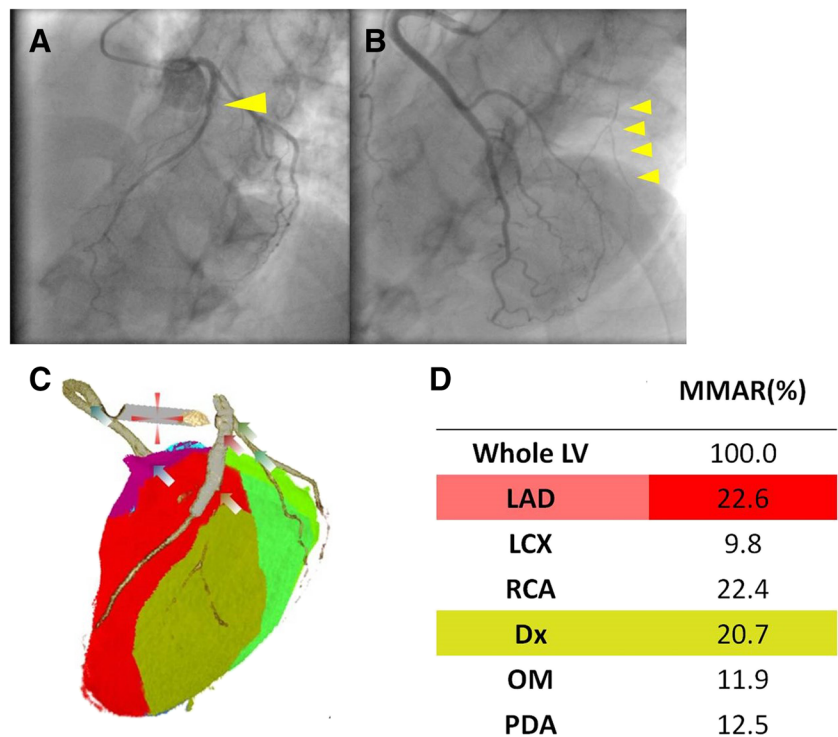 A
B
C
D
MMAR(%)
Whole LV 100.0
LAD 22.6
LCX 9.8
RCA 22.4
Dx 20.7
OM 11.9
PDA 12.5